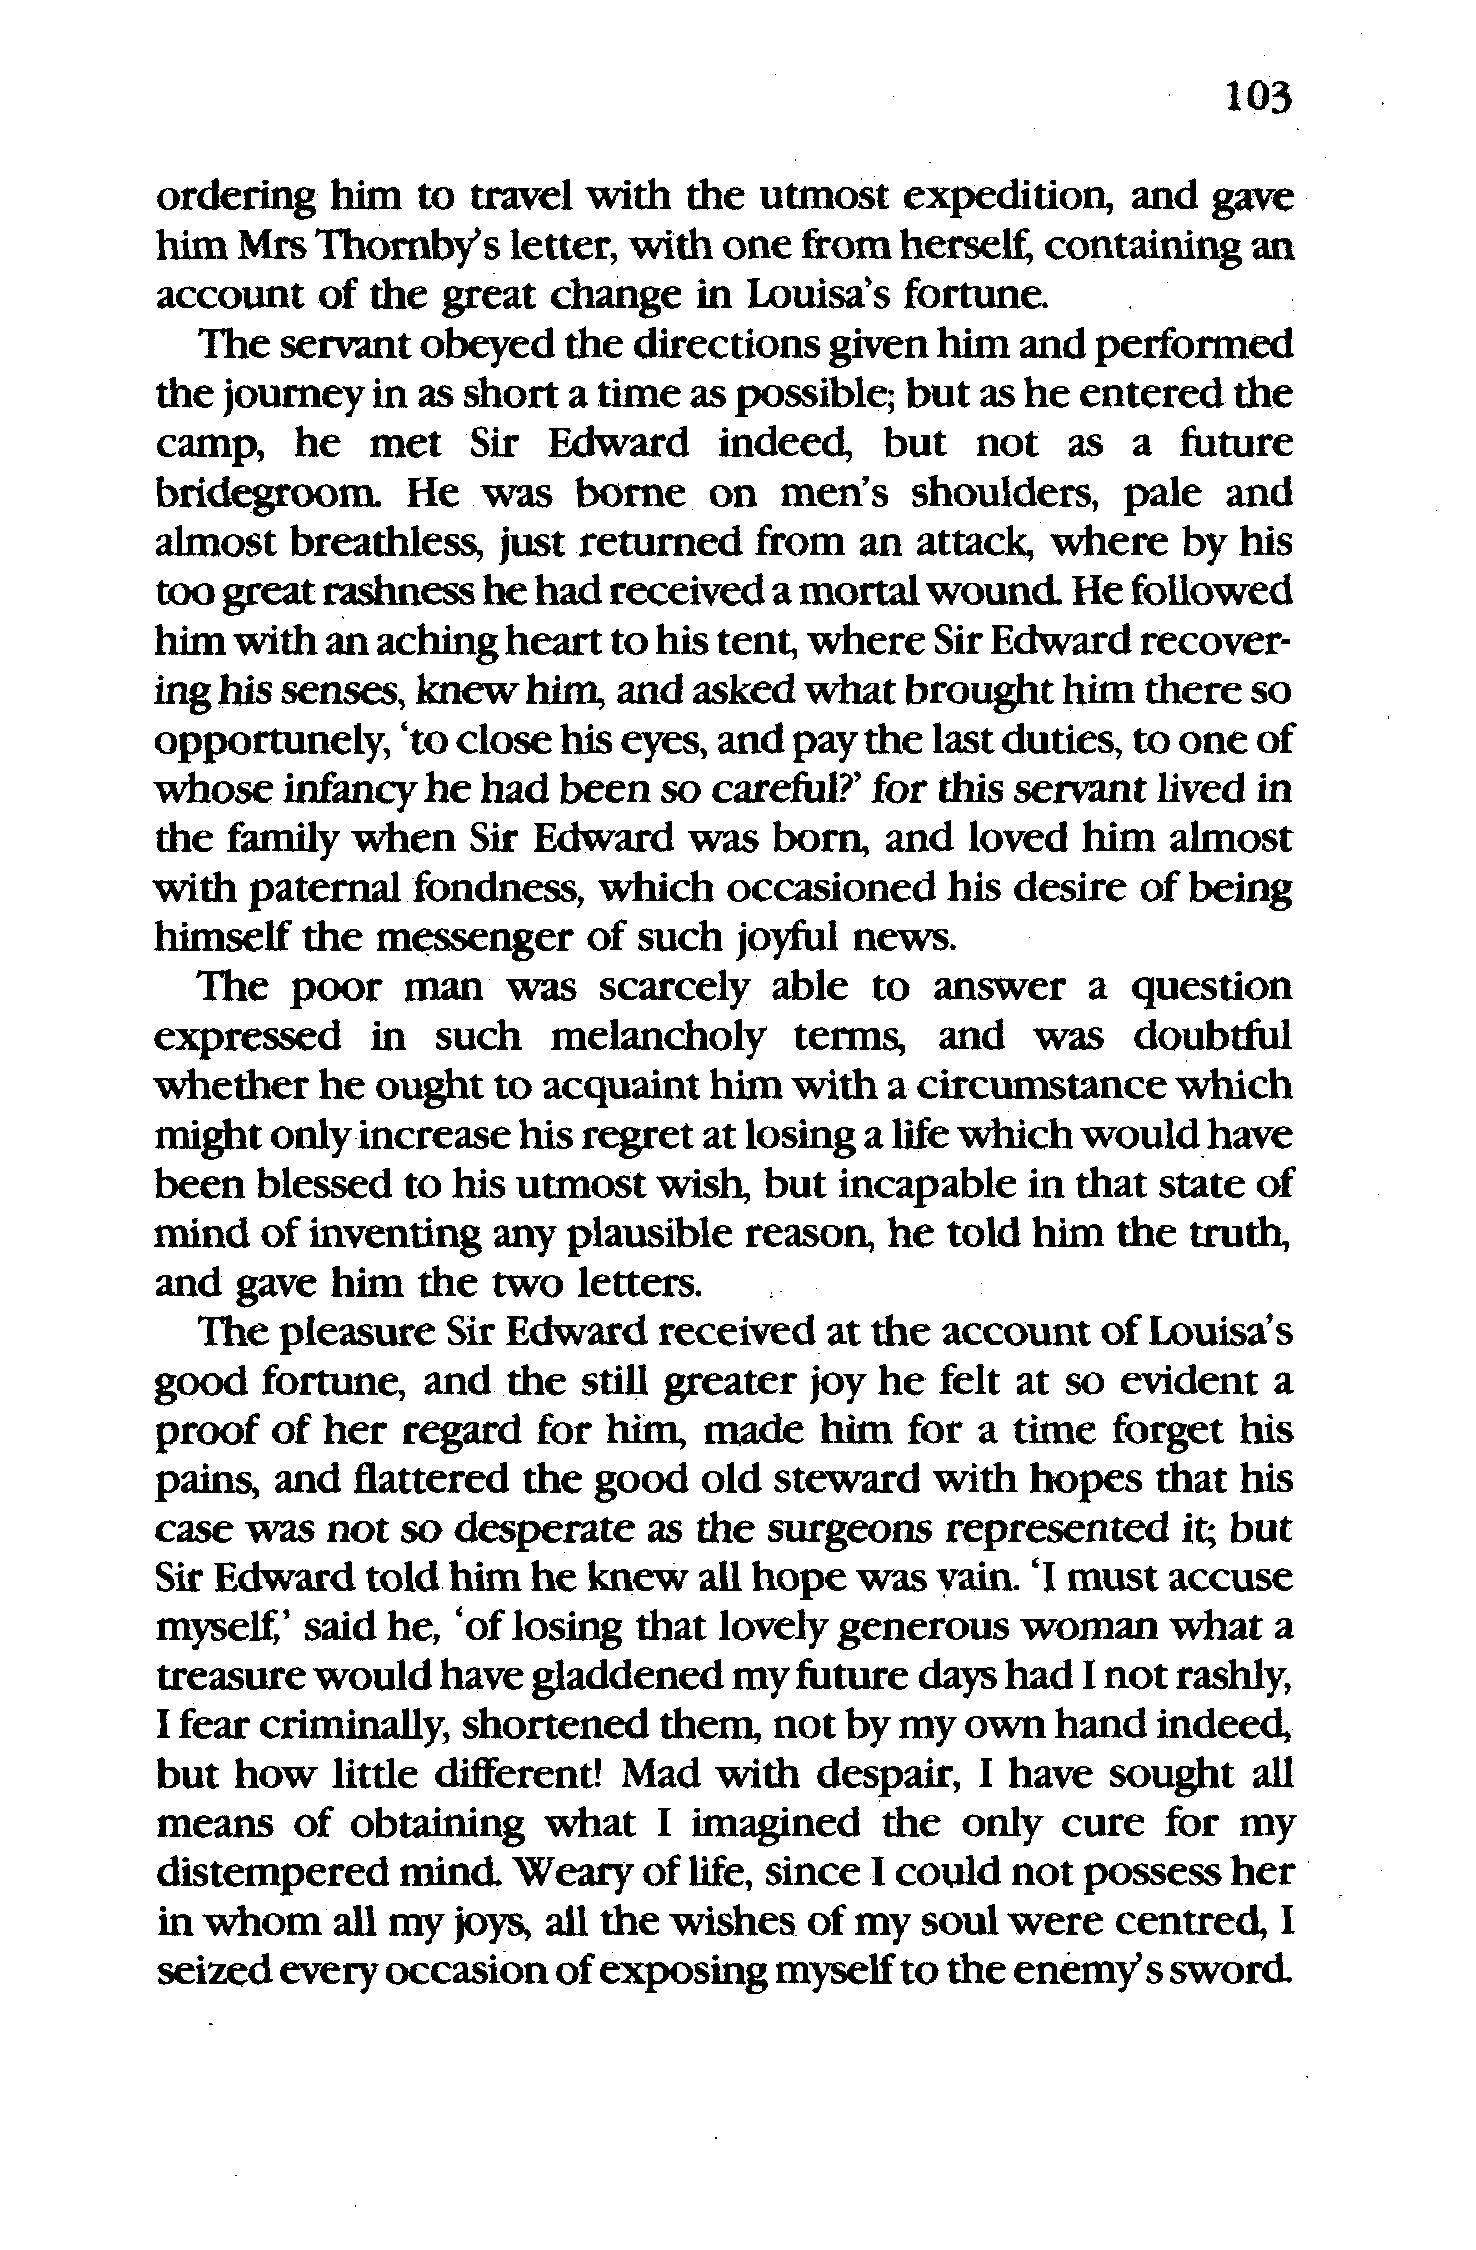 103
ordering him to travel with the utmost expedition, and gave
him Mrs Thornby's letter, with one from herself, containing an
account of the great change in Louisa's fortune.
The servant obeyed the directions given him and performed
the journey in as short a time as possible; but as he entered the
camp, he met Sir Edward indeed, but not as a future
bridegroom. He was borne on men's shoulders, pale and
almost breathless, just returned from an attack, where by his
too great rashness he had received a mortal wound. He followed
him with an aching heart to his tent, where Sir Edward recover-
ing his senses, knew him, and asked what brought him there so
opportunely, 'to close his eyes, and pay the last duties, to one of
whose infancy he had been so careful?' for this servant lived in
the family when Sir Edward was born, and loved him almost
with paternal fondness, which occasioned his desire of being
himself the messenger of such joyful news.
The poor man was scarcely able to answer a question
expressed in such melancholy terms, and was doubtful
whether he ought to acquaint him with a circumstance which
might only increase his regret at losing a life which would have
been blessed to his utmost wish, but incapable in that state of
mind of inventing any plausible reason, he told him the truth,
and gave him the two letters.
The pleasure Sir Edward received at the account of Louisa's
good fortune, and the still greater joy he felt at so evident a
proof of her regard for him, made him for a time forget his
pains, and flattered the good old steward with hopes that his
case was not so desperate as the surgeons represented it; but
Sir Edward told him he knew all hope was vain. 'I must accuse
myself,' said he, 'of losing that lovely generous woman what a
treasure would have gladdened my future days had I not rashly,
I fear criminally, shortened them, not by my own hand indeed,
but how little different! Mad with despair, I have sought all
means of obtaining what I imagined the only cure for my
distempered mind. Weary of life, since I could not possess her
in whom all my joys, all the wishes of my soul were centred, I
seized every occasion of exposing myself to the enemy's sword.